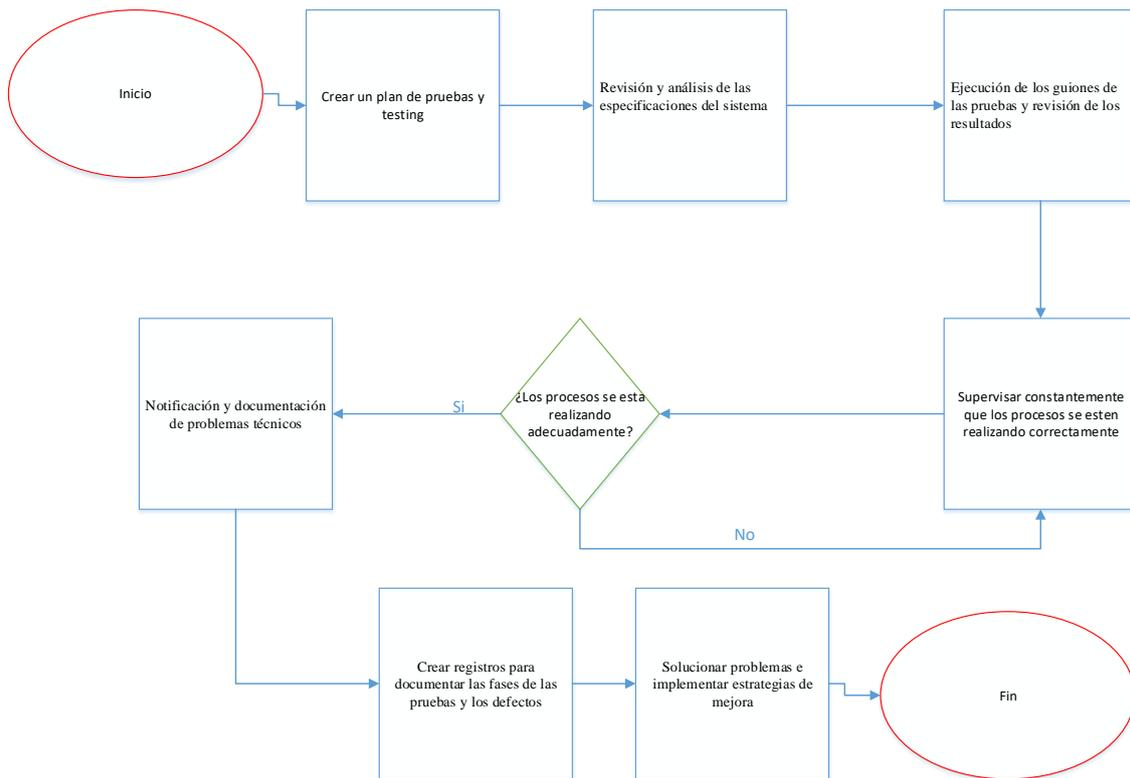 Inicio
Crear un plan de pruebas y
testing
Revisión y análisis de las
especificaciones del sistema
Ejecución de los guiones de
las pruebas y revisión de los
resultados
Supervisar constantemente
que los procesos se esten
realizando correctamente
¿Los procesos se esta
realizando
adecuadamente?
Si
No
Notificación y documentación
de problemas técnicos
Crear registros para
documentar las fases de las
pruebas y los defectos
Solucionar problemas e
implementar estrategias de
mejora
Fin